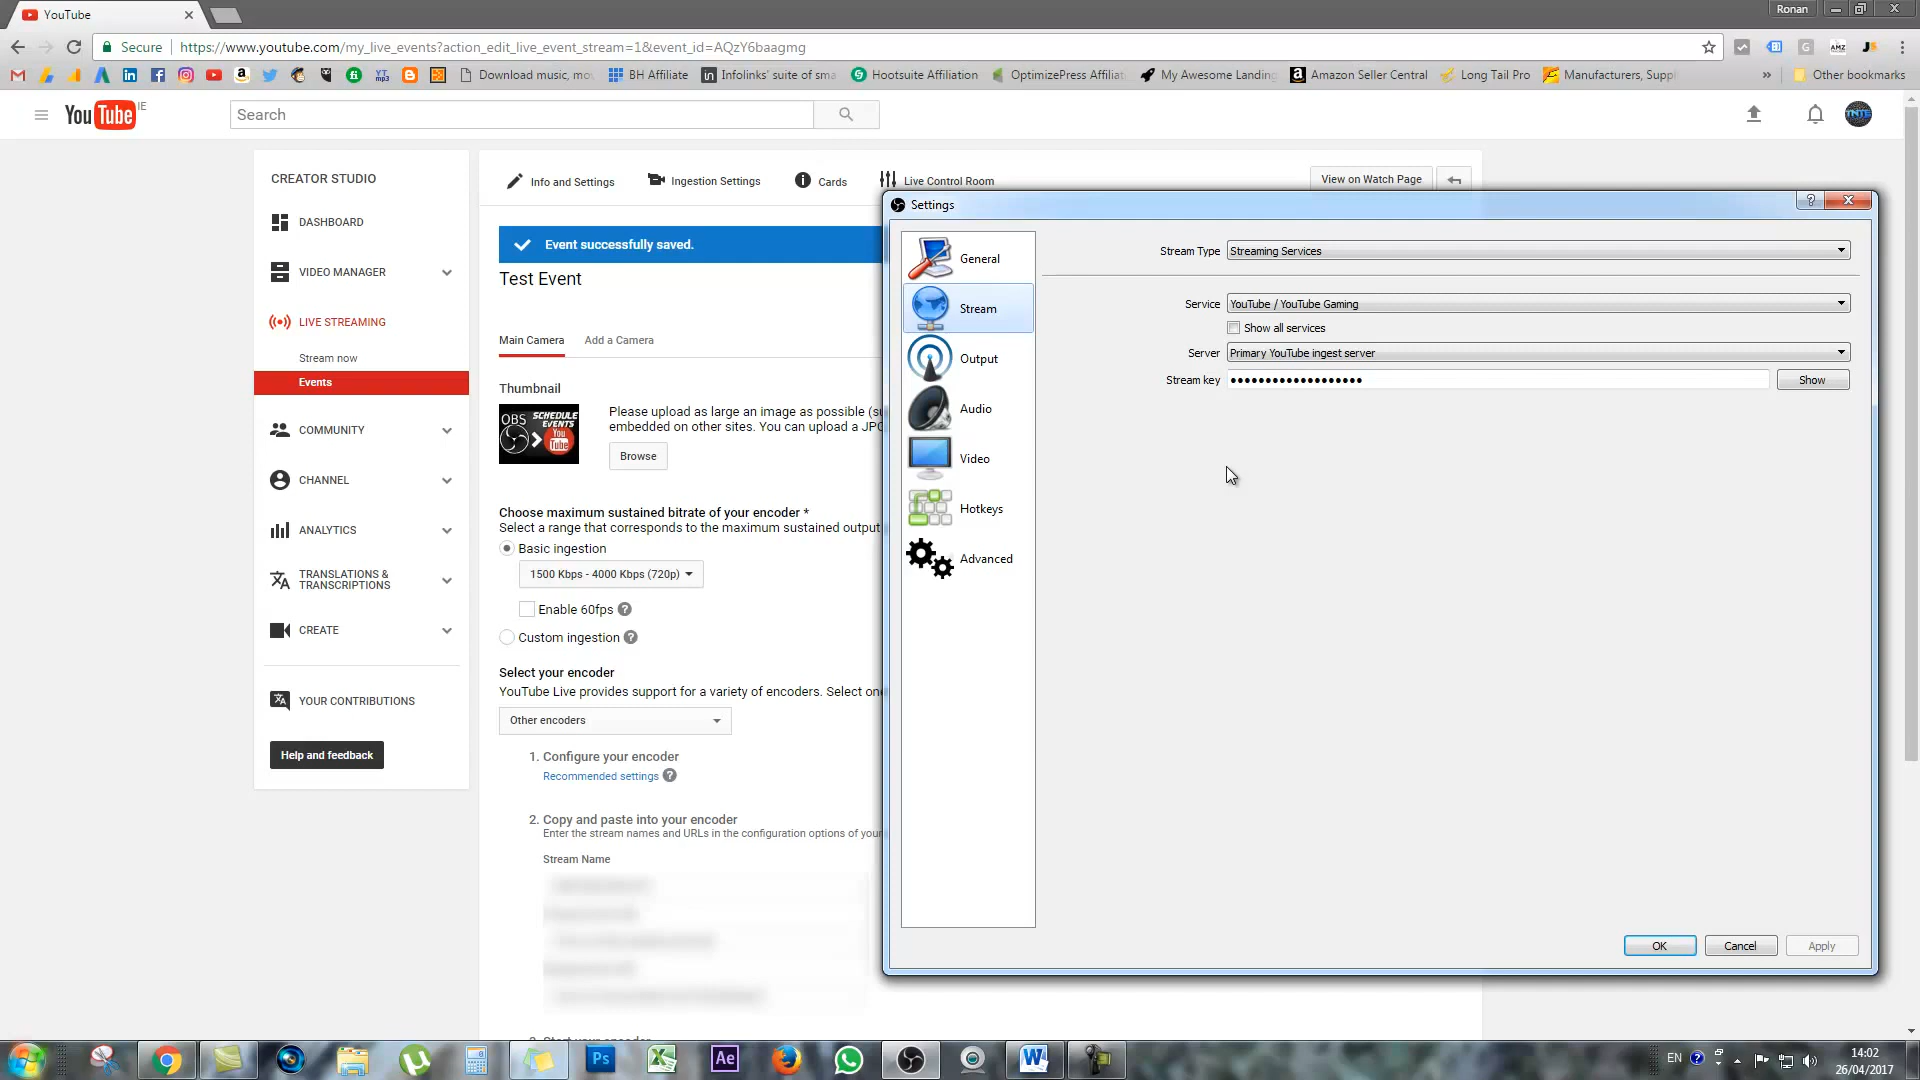 YouTube
Ronan
Secure
https://www.youtube.com/my_live_events?action_edit_live_event_stream=1&event_id=AQzY6baagmg
Download music, mo
BH Affiliate
Infolinks' suite of sma
Hootsuite Affiliation
OptimizePress Affiliat
My Awesome Landing
Amazon Seller Central
Long Tail Pro
Manufacturers, Suppl
»
Other bookmarks
YouTube IE
Search
CREATOR STUDIO
DASHBOARD
VIDEO MANAGER
LIVE STREAMING
Stream now
Events
COMMUNITY
CHANNEL
ANALYTICS
TRANSLATIONS &
TRANSCRIPTIONS
CREATE
YOUR CONTRIBUTIONS
Help and feedback
Info and Settings
Ingestion Settings
Cards
Live Control Room
View on Watch Page
Event successfully saved.
Test Event
Main Camera
Add a Camera
Thumbnail
OBS SCHEDULE
EVENTS
You
Tube
Please upload as large an image as possible (su
embedded on other sites. You can upload a JPG
Browse
Choose maximum sustained bitrate of your encoder *
Select a range that corresponds to the maximum sustained output
Basic ingestion
1500 Kbps - 4000 Kbps (720p)
Enable 60fps ?
Custom ingestion ?
Select your encoder
YouTube Live provides support for a variety of encoders. Select one
Other encoders
1. Configure your encoder
Recommended settings ?
2. Copy and paste into your encoder
Enter the stream names and URLs in the configuration options of your
Stream Name
Settings
General
Stream
Output
Audio
Video
Hotkeys
Advanced
Stream Type
Streaming Services
Service
YouTube / YouTube Gaming
Show all services
Server
Primary YouTube ingest server
Stream key
•••••••••••••••••••
Show
OK
Cancel
Apply
Ps
Ae
EN
14:02
26/04/2017